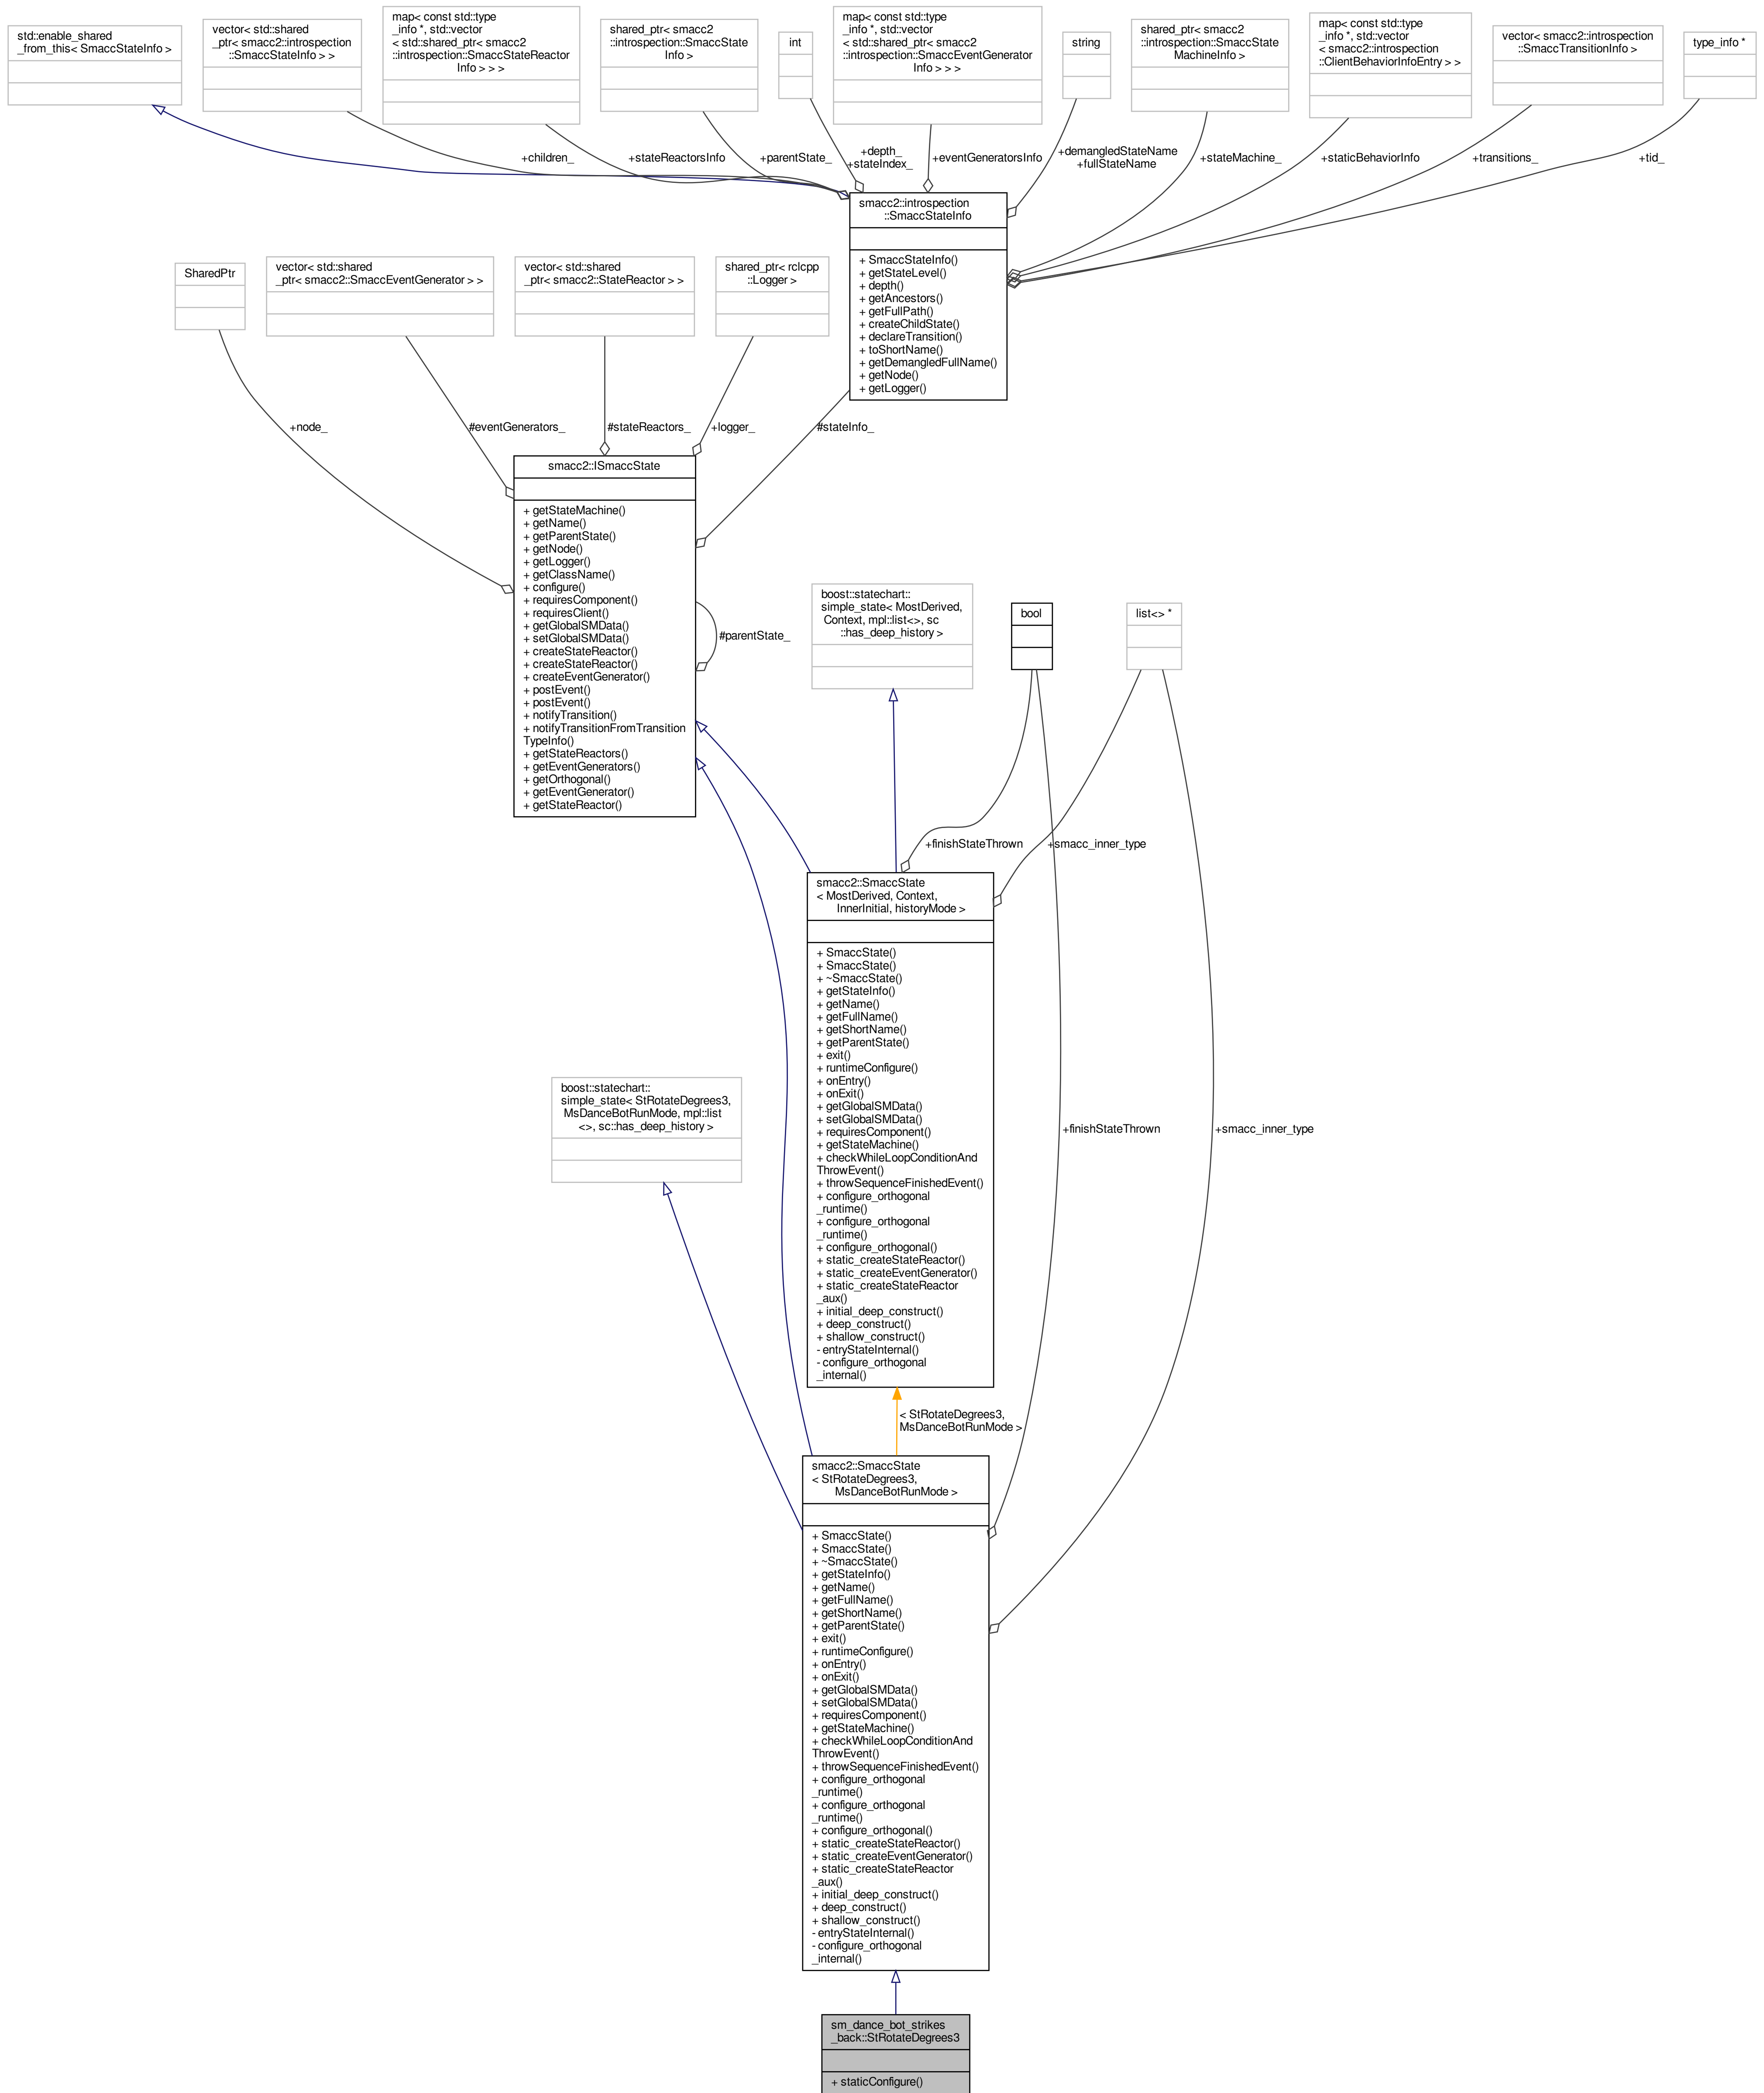 std::enable_shared
_from_this< SmaccStateInfo >
vector< std::shared
_ptr< smacc2::introspection
::SmaccStateInfo > >
map< const std::type
_info *, std::vector
< std::shared_ptr< smacc2
::introspection::SmaccStateReactor
Info > > >
shared_ptr< smacc2
::introspection::SmaccState
Info >
int
map< const std::type
_info *, std::vector
< std::shared_ptr< smacc2
::introspection::SmaccEventGenerator
Info > > >
string
shared_ptr< smacc2
::introspection::SmaccState
MachineInfo >
map< const std::type
_info *, std::vector
< smacc2::introspection
::ClientBehaviorInfoEntry > >
vector< smacc2::introspection
::SmaccTransitionInfo >
type_info *
+children_
+stateReactorsInfo
+parentState_
+depth_
+stateIndex_
+eventGeneratorsInfo
+demangledStateName
+fullStateName
+stateMachine_
+staticBehaviorInfo
+transitions_
+tid_
smacc2::introspection
::SmaccStateInfo
+ SmaccStateInfo()
+ getStateLevel()
+ depth()
+ getAncestors()
+ getFullPath()
+ createChildState()
+ declareTransition()
+ toShortName()
+ getDemangledFullName()
+ getNode()
+ getLogger()
SharedPtr
vector< std::shared
_ptr< smacc2::SmaccEventGenerator > >
vector< std::shared
_ptr< smacc2::StateReactor > >
shared_ptr< rclcpp
::Logger >
+node_
#eventGenerators_
#stateReactors_
+logger_
#stateInfo_
smacc2::ISmaccState
+ getStateMachine()
+ getName()
+ getParentState()
+ getNode()
+ getLogger()
+ getClassName()
+ configure()
+ requiresComponent()
+ requiresClient()
+ getGlobalSMData()
+ setGlobalSMData()
+ createStateReactor()
+ createStateReactor()
+ createEventGenerator()
+ postEvent()
+ postEvent()
+ notifyTransition()
+ notifyTransitionFromTransition
TypeInfo()
+ getStateReactors()
+ getEventGenerators()
+ getOrthogonal()
+ getEventGenerator()
+ getStateReactor()
#parentState_
boost::statechart::
simple_state< MostDerived,
Context, mpl::list<>, sc
::has_deep_history >
bool
list<> *
+finishStateThrown
+smacc_inner_type
smacc2::SmaccState
< MostDerived, Context,
InnerInitial, historyMode >
+ SmaccState()
+ SmaccState()
+ ~SmaccState()
+ getStateInfo()
+ getName()
+ getFullName()
+ getShortName()
+ getParentState()
+ exit()
+ runtimeConfigure()
+ onEntry()
+ onExit()
+ getGlobalSMData()
+ setGlobalSMData()
+ requiresComponent()
+ getStateMachine()
+ checkWhileLoopConditionAnd
ThrowEvent()
+ throwSequenceFinishedEvent()
+ configure_orthogonal
_runtime()
+ configure_orthogonal
_runtime()
+ configure_orthogonal()
+ static_createStateReactor()
+ static_createEventGenerator()
+ static_createStateReactor
_aux()
+ initial_deep_construct()
+ deep_construct()
+ shallow_construct()
- entryStateInternal()
- configure_orthogonal
_internal()
boost::statechart::
simple_state< StRotateDegrees3,
MsDanceBotRunMode, mpl::list
<>, sc::has_deep_history >
+finishStateThrown
+smacc_inner_type
< StRotateDegrees3,
MsDanceBotRunMode >
smacc2::SmaccState
< StRotateDegrees3,
MsDanceBotRunMode >
+ SmaccState()
+ SmaccState()
+ ~SmaccState()
+ getStateInfo()
+ getName()
+ getFullName()
+ getShortName()
+ getParentState()
+ exit()
+ runtimeConfigure()
+ onEntry()
+ onExit()
+ getGlobalSMData()
+ setGlobalSMData()
+ requiresComponent()
+ getStateMachine()
+ checkWhileLoopConditionAnd
ThrowEvent()
+ throwSequenceFinishedEvent()
+ configure_orthogonal
_runtime()
+ configure_orthogonal
_runtime()
+ configure_orthogonal()
+ static_createStateReactor()
+ static_createEventGenerator()
+ static_createStateReactor
_aux()
+ initial_deep_construct()
+ deep_construct()
+ shallow_construct()
- entryStateInternal()
- configure_orthogonal
_internal()
sm_dance_bot_strikes
_back::StRotateDegrees3
+ staticConfigure()